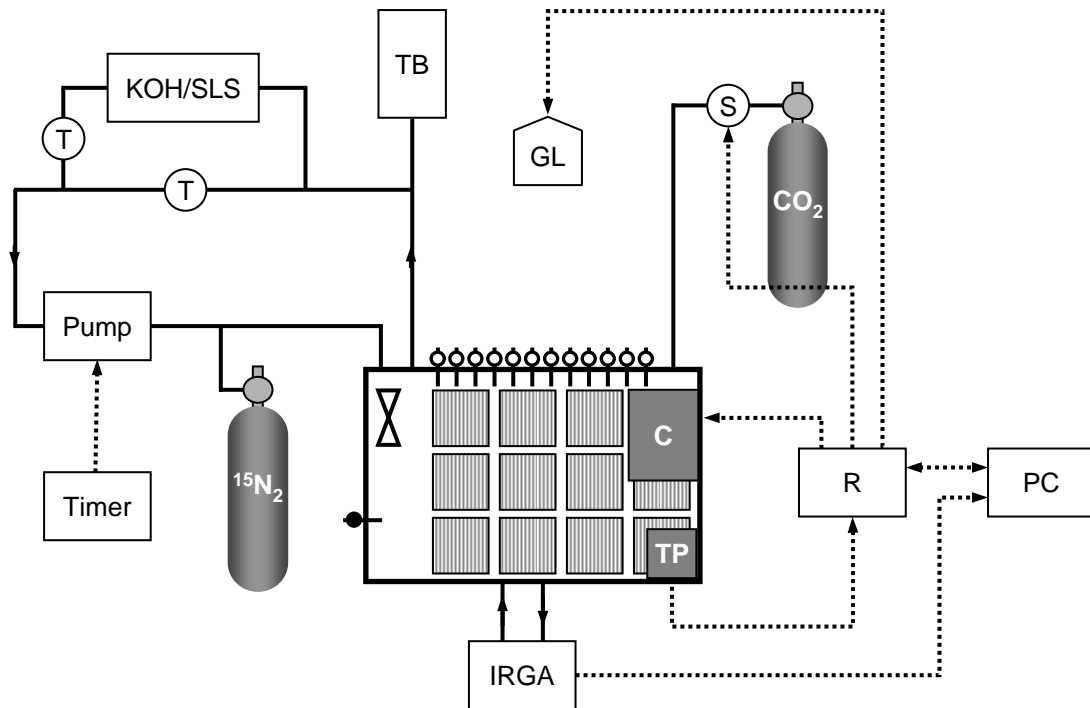 TB
KOH/SLS
T
T
S
GL
CO₂
Pump
C
¹⁵N₂
Timer
R
PC
TP
IRGA